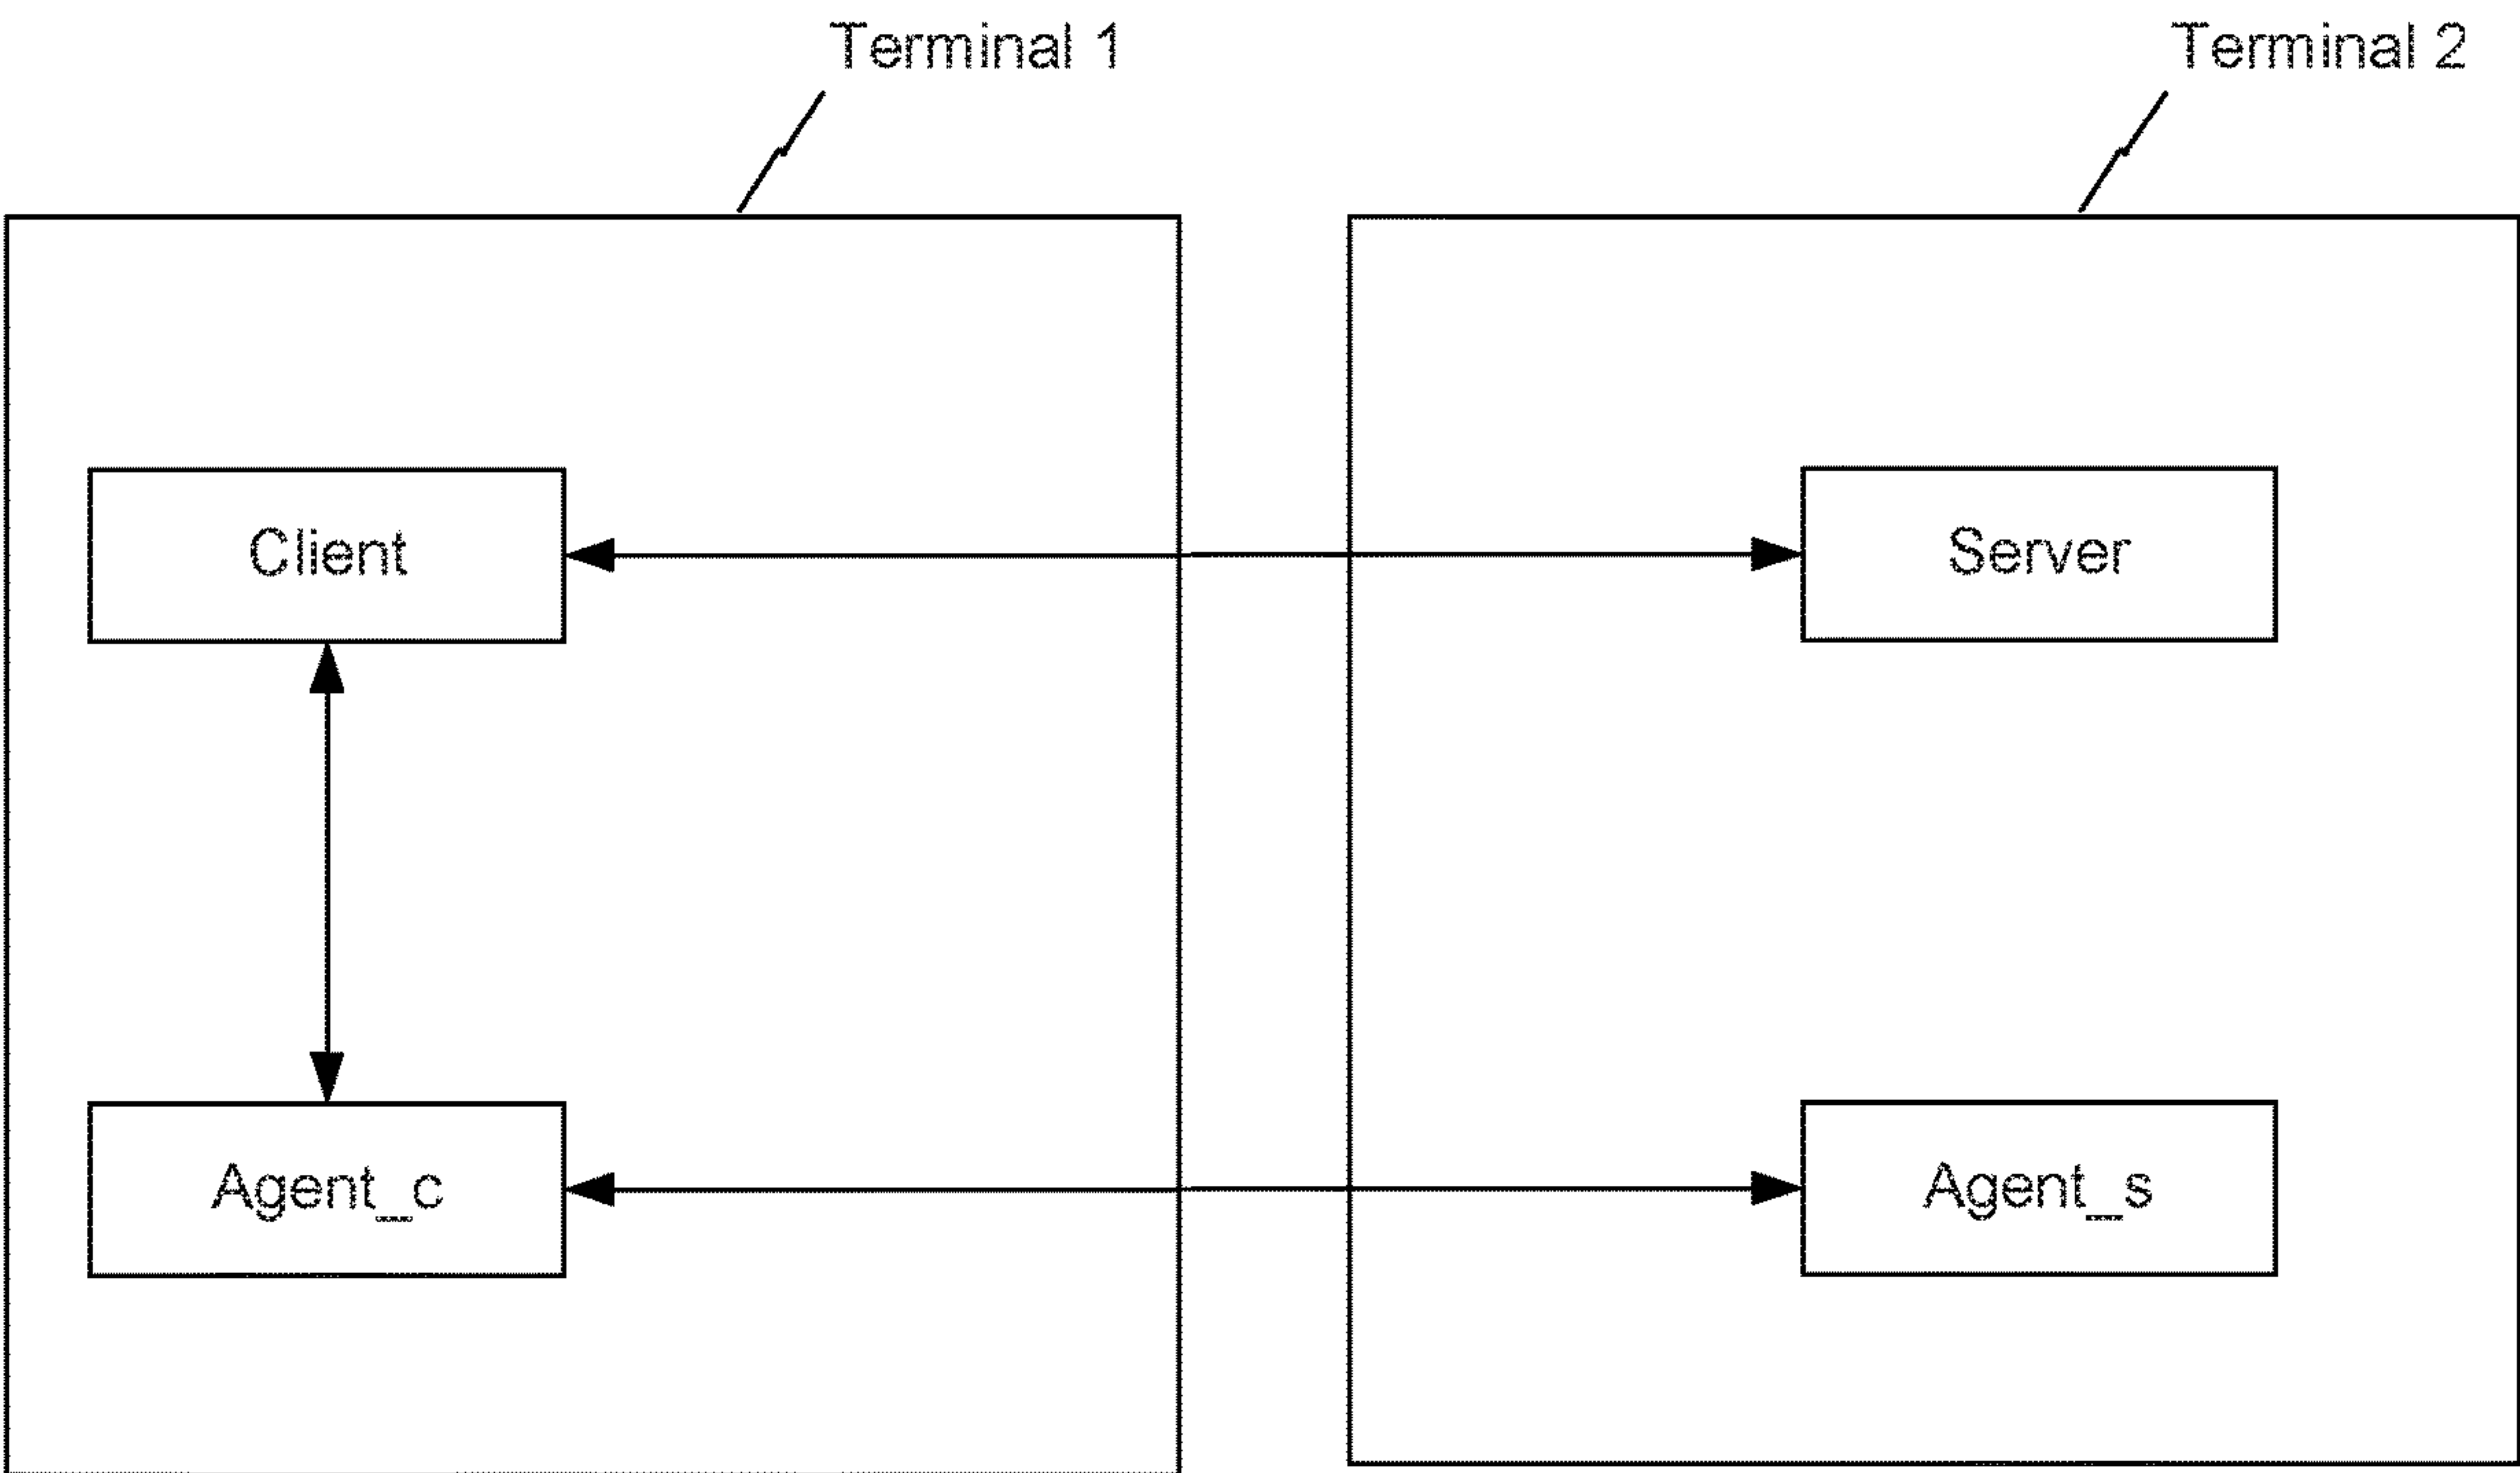 Terminal 1
Terminal 2
Client
Server
Agent_c
Agent_s